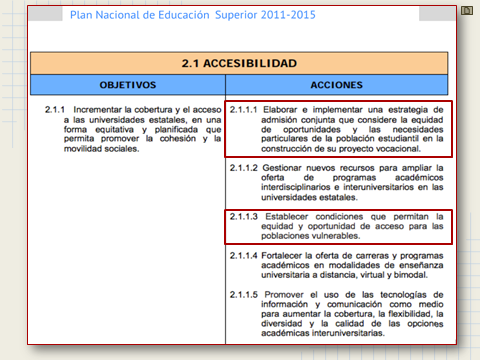 Plan Nacional de Educación Superior 2011-2015
2.1 ACCESIBILIDAD
OBJETIVOS
ACCIONES
2.1.1 Incrementar la cobertura y el acceso
a las universidades estatales, en
una forma equitativa y planificada que
permita promover la cohesión y la
movilidad sociales.
2.1.1.1 Elaborar e implementar una estrategia de
admisión conjunta que considere la equidad
de oportunidades y las necesidades
particulares de la población estudiantil en la
construcción de su proyecto vocacional.
2.1.1.2 Gestionar nuevos recursos para ampliar la
oferta de programas académicos
interdisciplinarios e interuniversitarios en las
universidades estatales.
2.1.1.3 Establecer condiciones que permitan la
equidad y oportunidad de acceso para las
poblaciones vulnerables.
2.1.1.4 Fortalecer la oferta de carreras y programas
académicos en modalidades de enseñanza
universitaria a distancia, virtual y bimodal.
2.1.1.5 Promover el uso de las tecnologías de
información y comunicación como medio
para aumentar la cobertura, la flexibilidad, la
diversidad y la calidad de las opciones
académicas interuniversitarias.